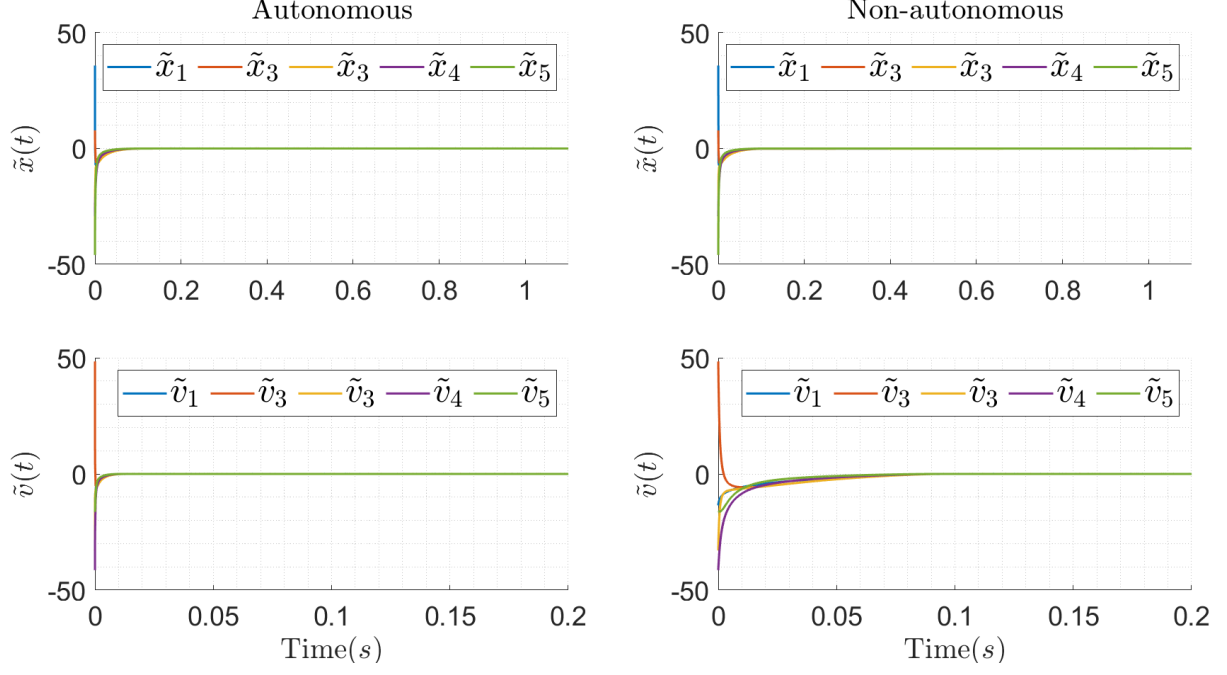 Autonomous
50
x̃₁ x̃₃ x̃₃ x̃₄ x̃₅
x̃(t)
0
-50
0 0.2 0.4 0.6 0.8 1
Non-autonomous
50
x̃₁ x̃₃ x̃₃ x̃₄ x̃₅
x̃(t)
0
-50
0 0.2 0.4 0.6 0.8 1
50
ṽ₁ ṽ₃ ṽ₃ ṽ₄ ṽ₅
ṽ(t)
0
-50
0 0.05 0.1 0.15 0.2
Time(s)
50
ṽ₁ ṽ₃ ṽ₃ ṽ₄ ṽ₅
ṽ(t)
0
-50
0 0.05 0.1 0.15 0.2
Time(s)